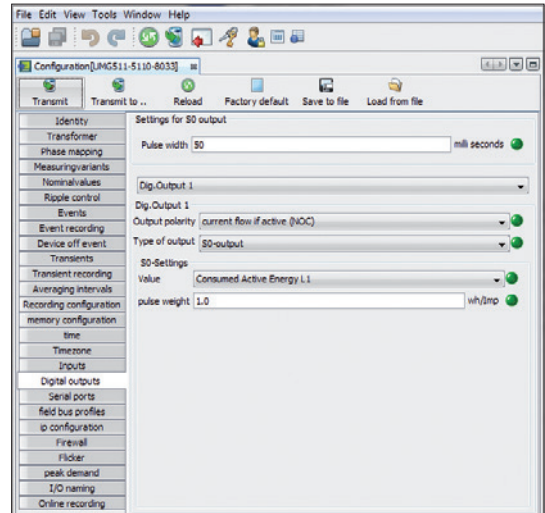 File Edit View Tools Window Help
Configuration[UMG511-5110-8033]
Transmit Transmit to .. Reload Factory default Save to file Load from file
Identity
Transformer
Phase mapping
Measuringvariants
Nominalvalues
Ripple control
Events
Event recording
Device off event
Transients
Transient recording
Averaging intervals
Recording configuration
memory configuration
time
Timezone
Inputs
Digital outputs
Serial ports
field bus profiles
ip configuration
Firewall
Flicker
peak demand
I/O naming
Online recording
Settings for S0 output
Pulse width 50 milli seconds
Dig.Output 1
Dig.Output 1
Output polarity current flow if active (NOC)
Type of output S0-output
S0-Settings
Value Consumed Active Energy L1
pulse weight 1.0 wh/Imp